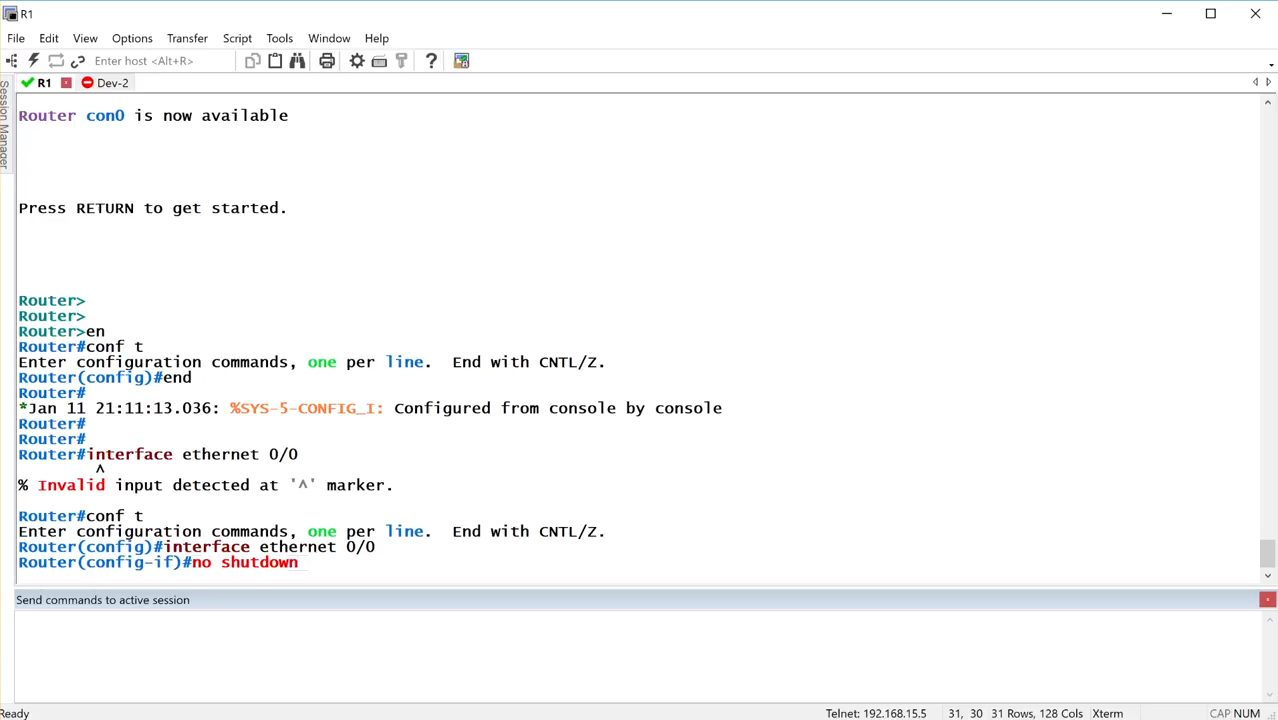 R1
File Edit View Options Transfer Script Tools Window Help
Enter host <Alt+R>
R1 Dev-2
Session Manager
Router con0 is now available
Press RETURN to get started.
Router>
Router>
Router>en
Router#conf t
Enter configuration commands, one per line.  End with CNTL/Z.
Router(config)#end
Router#
*Jan 11 21:11:13.036: %SYS-5-CONFIG_I: Configured from console by console
Router#
Router#
Router#interface ethernet 0/0
^
% Invalid input detected at '^' marker.
Router#conf t
Enter configuration commands, one per line.  End with CNTL/Z.
Router(config)#interface ethernet 0/0
Router(config-if)#no shutdown
Send commands to active session
Ready Telnet: 192.168.15.5 31, 30 31 Rows, 128 Cols Xterm CAP NUM